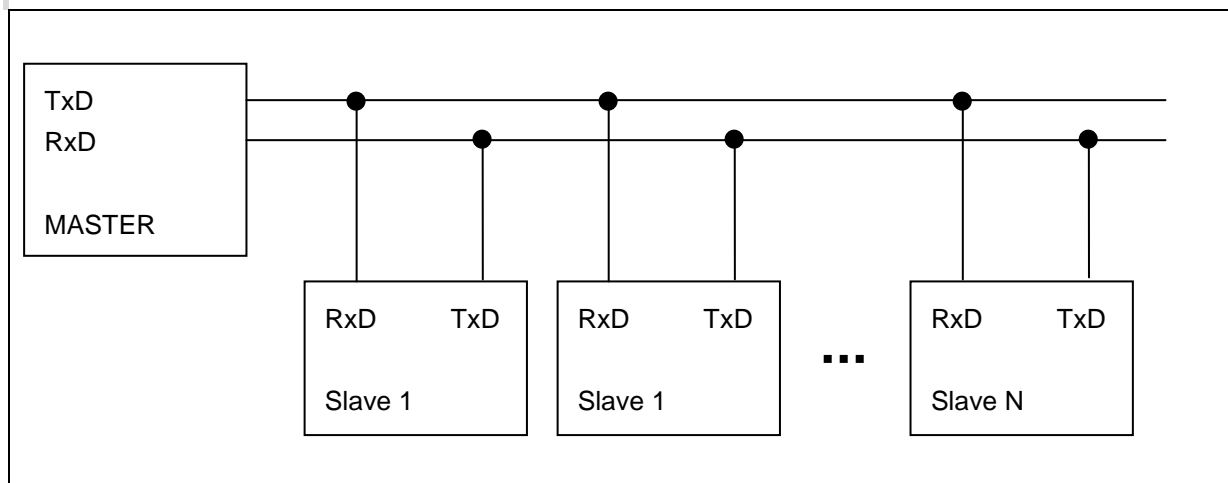 TxD
RxD
MASTER
RxD TxD
Slave 1
RxD TxD
Slave 1
...
RxD TxD
Slave N